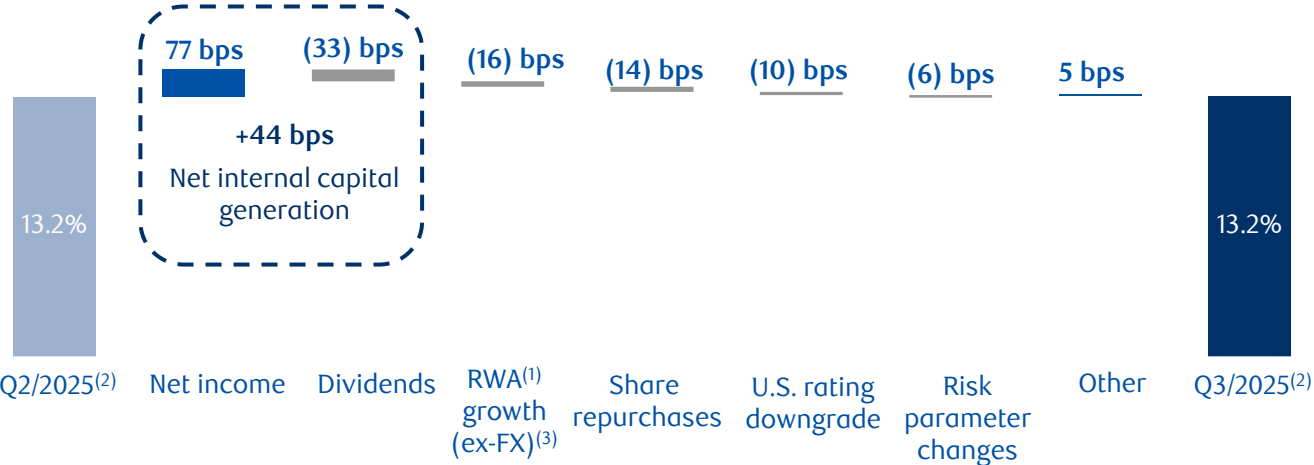 77 bps
(33) bps
(16) bps
(14) bps
(10) bps
(6) bps
5 bps
+44 bps
Net internal capital
generation
13.2%
13.2%
Q2/2025(2)
Net income
Dividends
RWA(1)
growth
(ex-FX)(3)
Share
repurchases
U.S. rating
downgrade
Risk
parameter
changes
Other
Q3/2025(2)